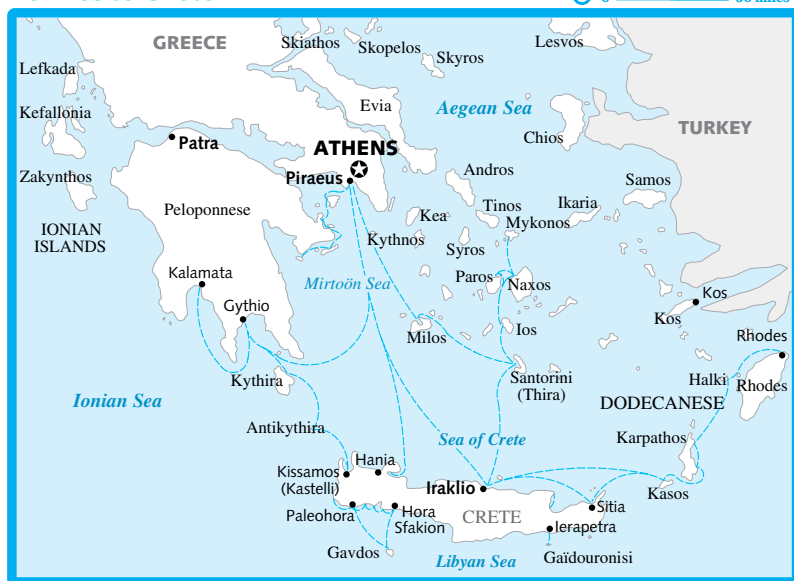 GREECE
Skiathos
Skopelos
Skyros
Lesvos
Lefkada
Kefallonia
Evia
Aegean Sea
Chios
TURKEY
Patra
ATHENS
Piraeus
Zakynthos
Andros
Samos
Peloponnese
Kea
Tinos
Ikaria
Mykonos
IONIAN
ISLANDS
Kythnos
Syros
Kalamata
Mirtoön Sea
Paros
Naxos
Kos
Kos
Gythio
Milos
Ios
Rhodes
Kythira
Santorini
(Thira)
Halki
Rhodes
Ionian Sea
DODECANESE
Antikythira
Sea of Crete
Karpathos
Hania
Kissamos
(Kastelli)
Iraklio
Kasos
Paleohora
Hora
Sfakion
CRETE
Sitia
Ierapetra
Gavdos
Libyan Sea
Gaïdouronisi